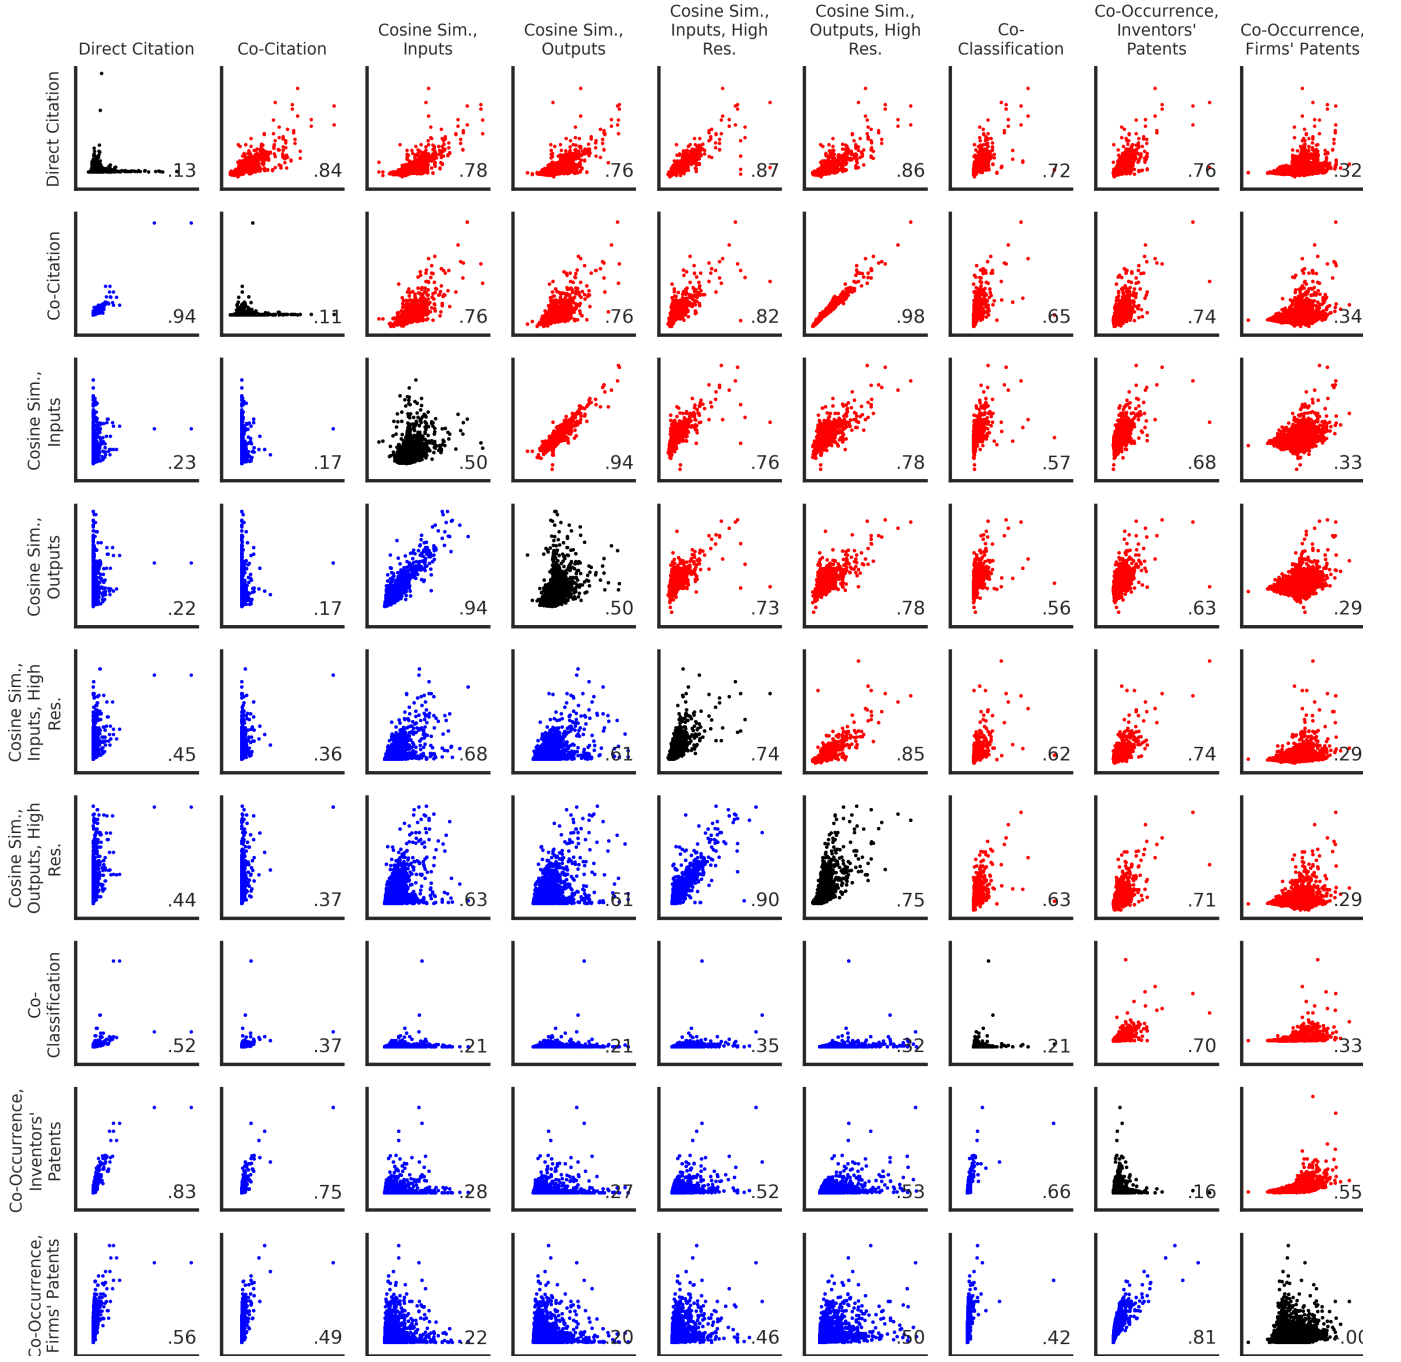 Cosine Sim., Cosine Sim., Co-Occurrence,
Cosine Sim., Cosine Sim., Inputs, High Outputs, High Co- Inventors' Co-Occurrence,
Direct Citation Co-Citation Inputs Outputs Res. Res. Classification Patents Firms' Patents
Direct Citation
.13 .84 .78 .76 .87 .86 .72 .76 .32
Co-Citation
.94 .11 .76 .76 .82 .98 .65 .74 .34
Cosine Sim.,
Inputs
.23 .17 .50 .94 .76 .78 .57 .68 .33
Cosine Sim.,
Outputs
.22 .17 .94 .50 .73 .78 .56 .63 .29
Cosine Sim.,
Inputs, High
Res.
.45 .36 .68 .61 .74 .85 .62 .74 .29
Cosine Sim.,
Outputs, High
Res.
.44 .37 .63 .61 .90 .75 .63 .71 .29
Co-
Classification
.52 .37 .21 .21 .35 .32 .21 .70 .33
Co-Occurrence,
Inventors'
Patents
.83 .75 .28 .27 .52 .53 .66 .16 .55
Co-Occurrence,
Firms' Patents
.56 .49 .22 .20 .46 .50 .42 .81 .00